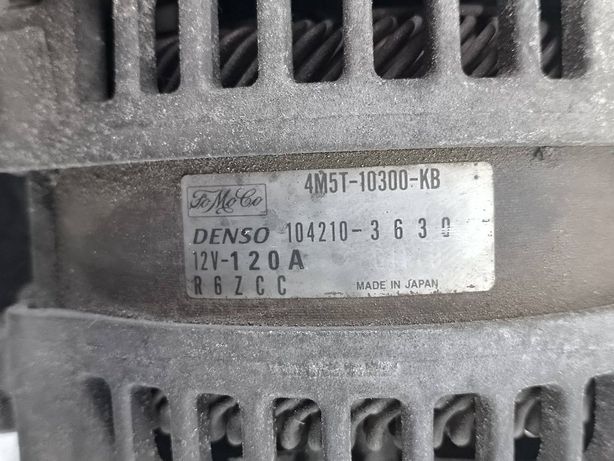 4M5T-10300-KB
FoMoCo
DENSO 104210-3630
12V-120A
R6ZCC
MADE IN JAPAN